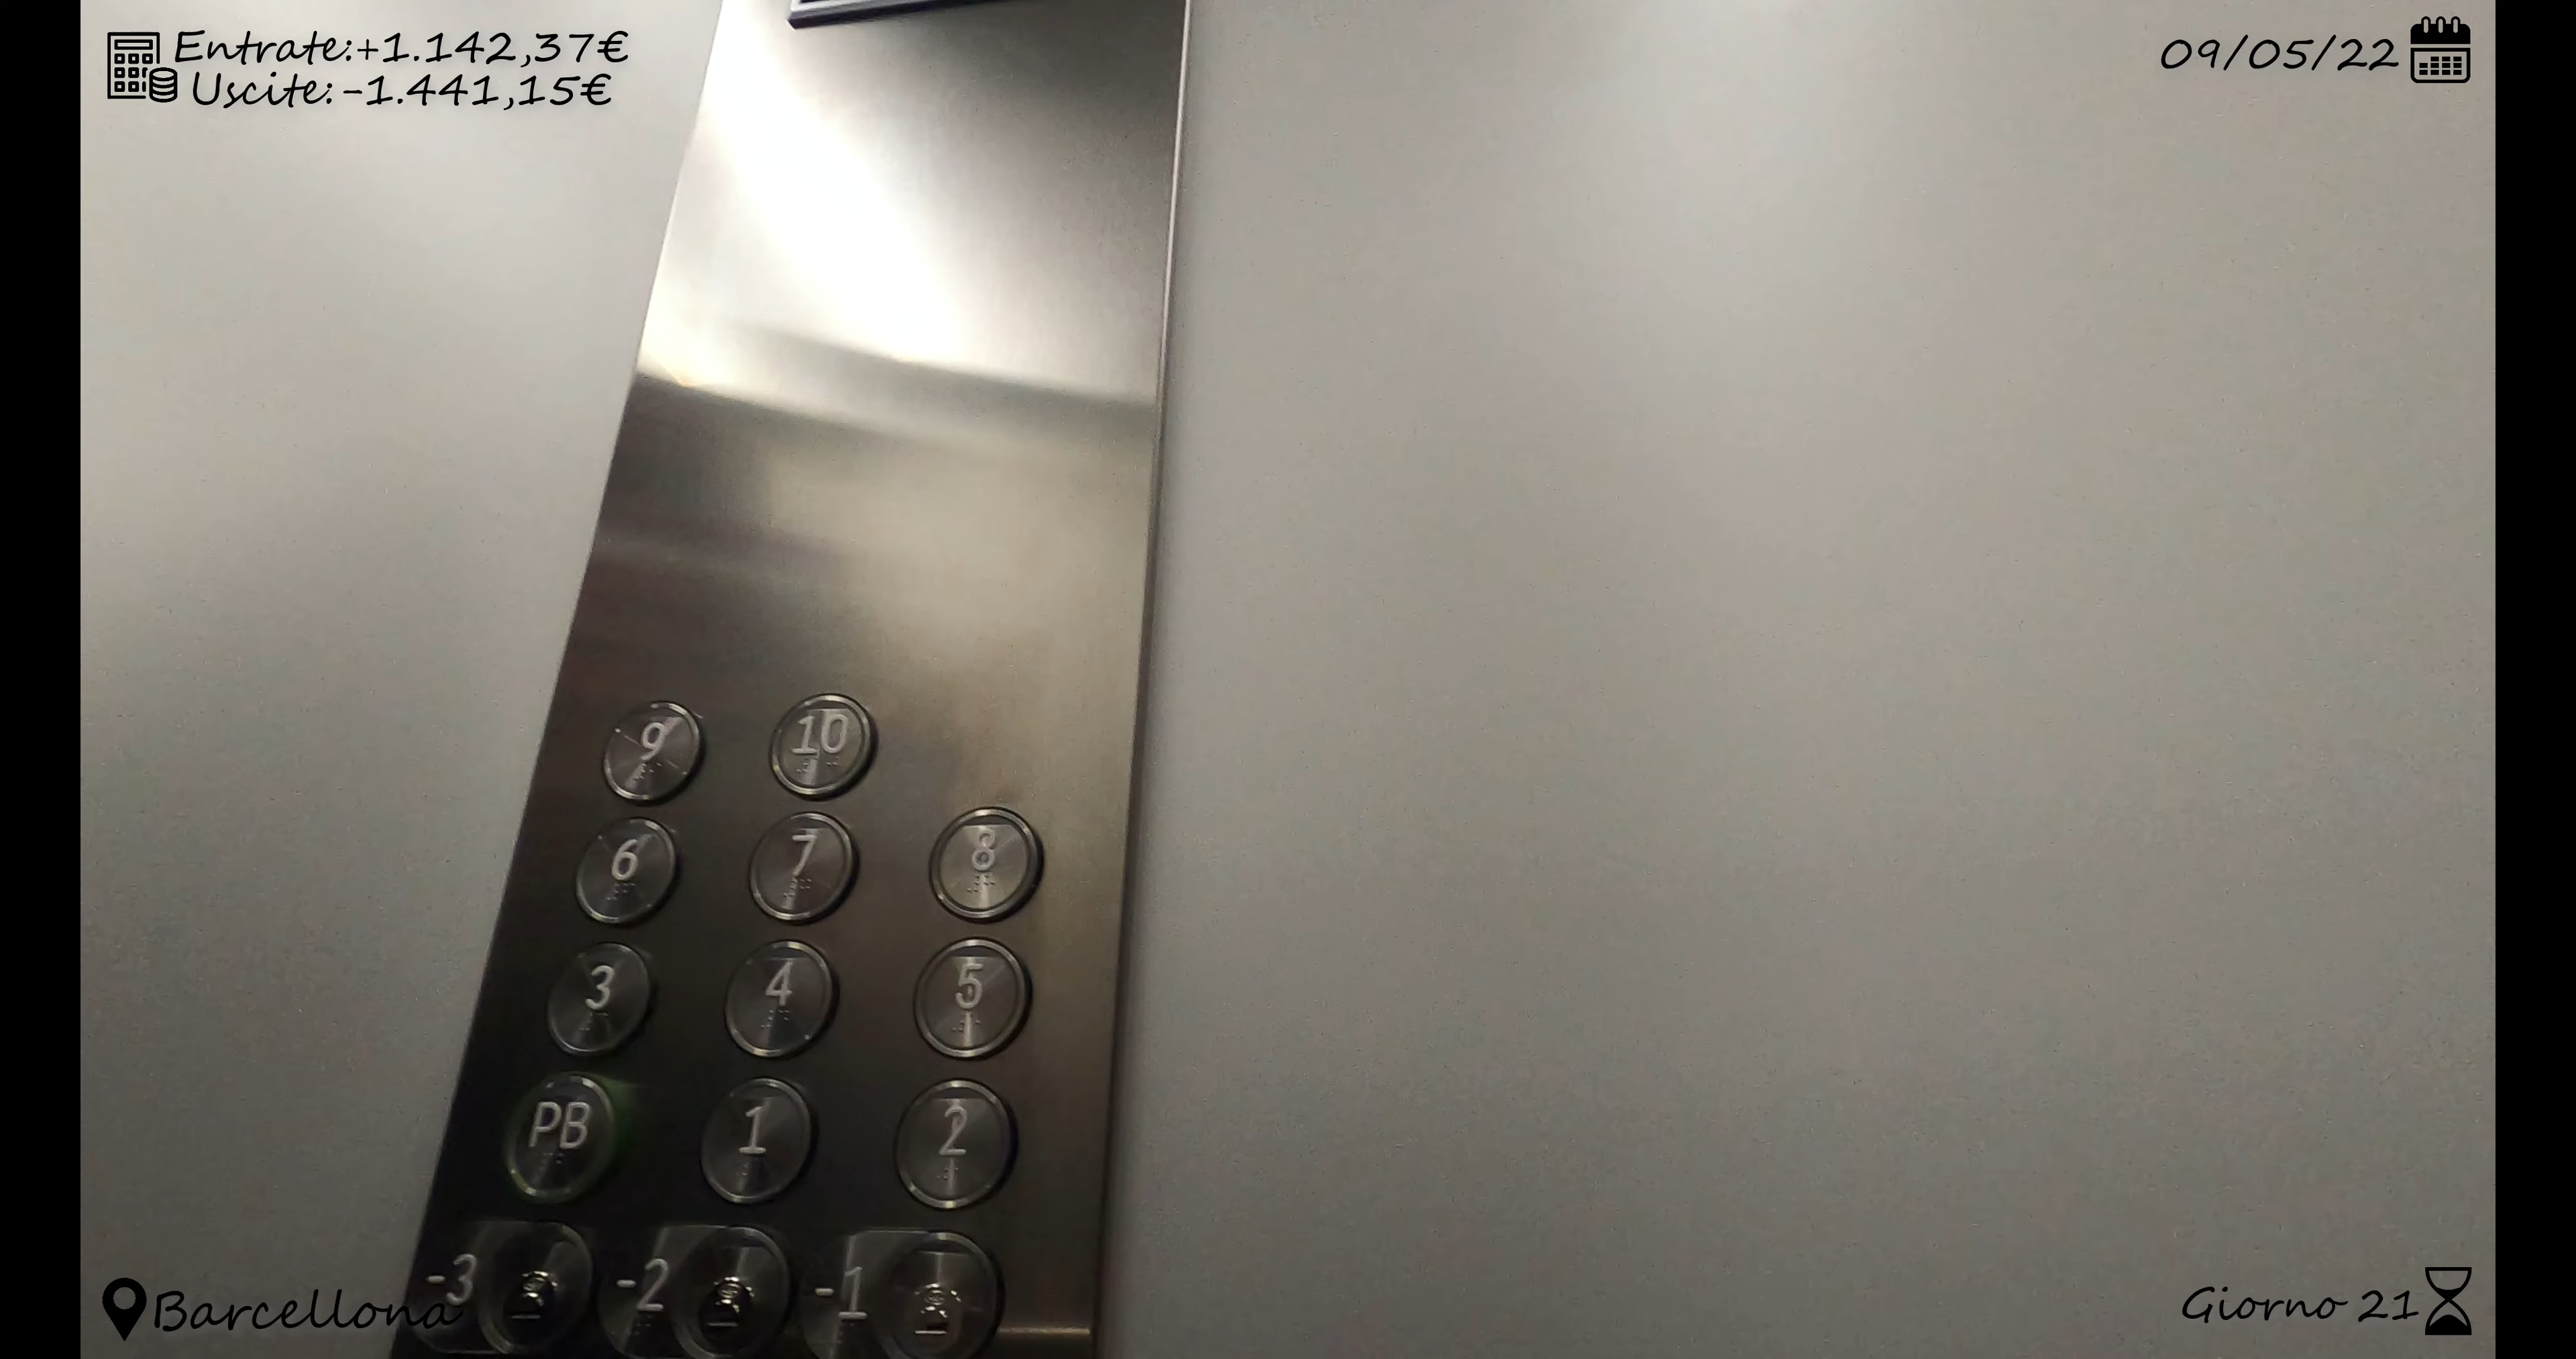 Entrate:+1.142,37€
Uscite:-1.441,15€
09/05/22
9 10
6 7 8
3 4 5
PB 1 2
-3 -2 -1
Barcellona
Giorno 21